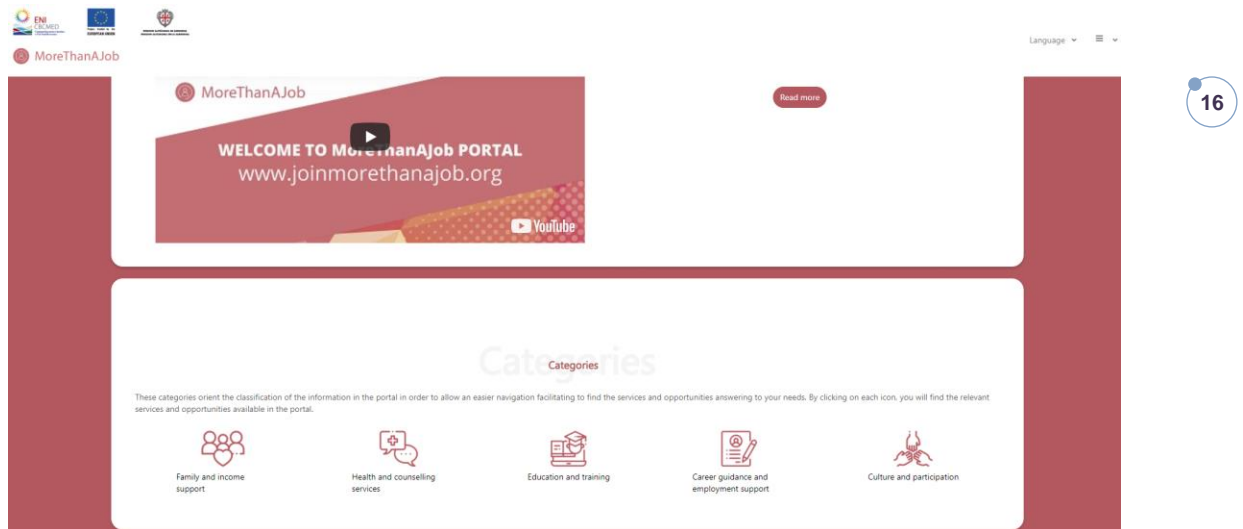 ENI
CBCMED
EUROPEAN UNION
Language
MoreThanAJob
16
MoreThanAJob
Read more
WELCOME TO MoreThanAJob PORTAL
www.joinmorethanajob.org
YouTube
Categories
Categories
These categories orient the classification of the information in the portal in order to allow an easier navigation facilitating to find the services and opportunities answering to your needs. By clicking on each icon, you will find the relevant
services and opportunities available in the portal.
Family and income
support
Health and counselling
services
Education and training
Career guidance and
employment support
Culture and participation